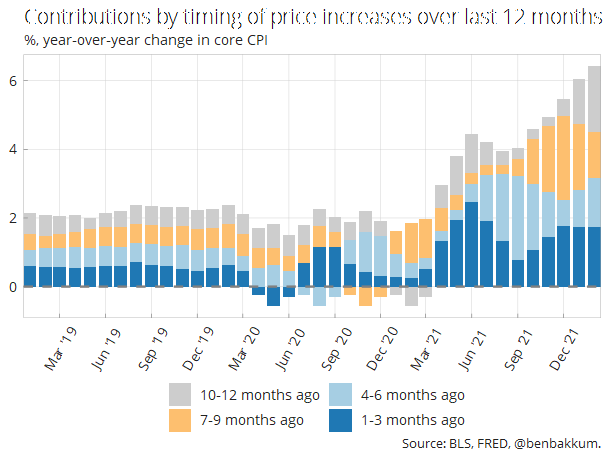 Contributions by timing of price increases over last 12 months
%, year-over-year change in core CPI
6
4
2
0
Mar '19
Jun '19
Sep '19
Dec '19
Mar '20
Jun '20
Sep '20
Dec '20
Mar '21
Jun '21
Sep '21
Dec '21
10-12 months ago
4-6 months ago
7-9 months ago
1-3 months ago
Source: BLS, FRED, @benbakkum.